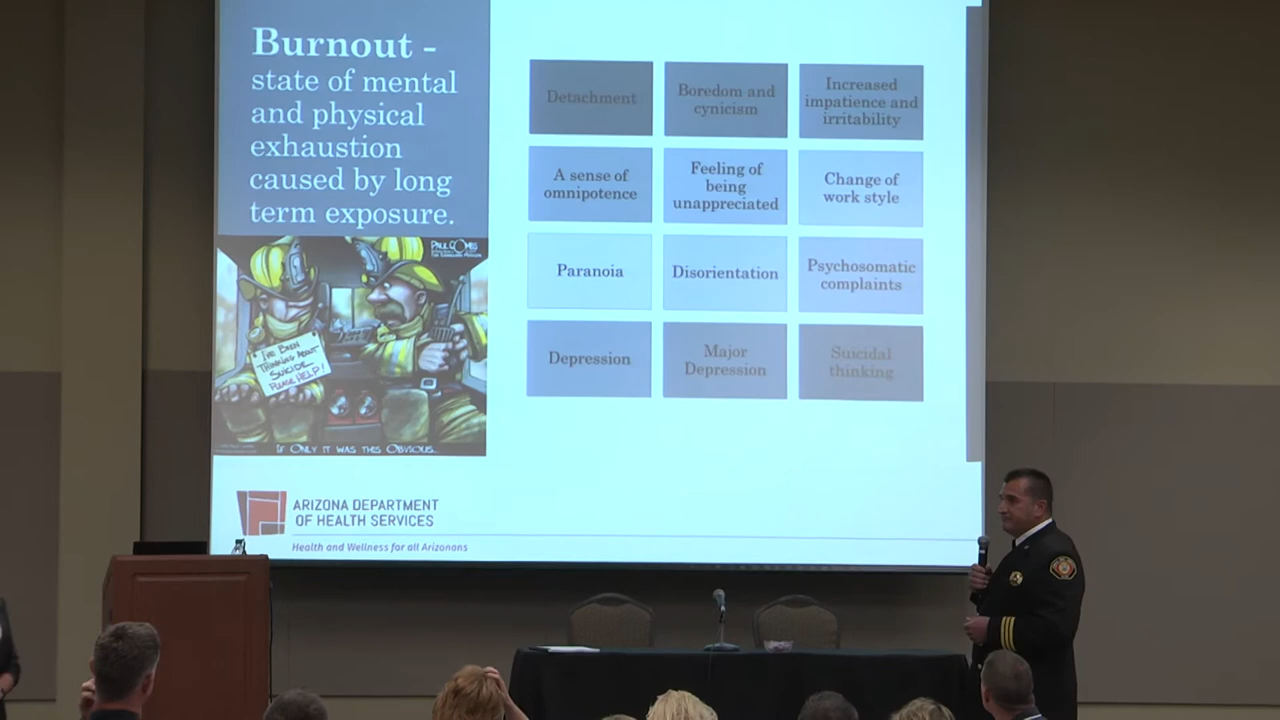 Burnout -
state of mental
and physical
exhaustion
caused by long
term exposure.
Detachment
Boredom and
cynicism
Increased
impatience and
irritability
A sense of
omnipotence
Feeling of
being
unappreciated
Change of
work style
Paranoia
Disorientation
Psychosomatic
complaints
Depression
Major
Depression
Suicidal
thinking
PAUL COMBS
I'VE BEEN
THINKING ABOUT
SUICIDE...
PLEASE HELP!
IF ONLY IT WAS THIS OBVIOUS...
ARIZONA DEPARTMENT
OF HEALTH SERVICES
Health and Wellness for all Arizonans